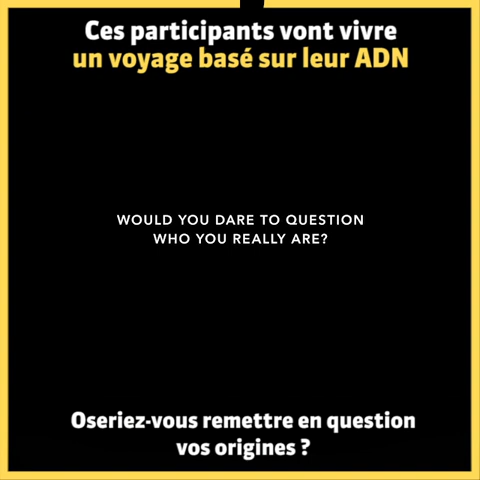 Ces participants vont vivre
un voyage basé sur leur ADN
WOULD YOU DARE TO QUESTION
WHO YOU REALLY ARE?
Oseriez-vous remettre en question
vos origines ?